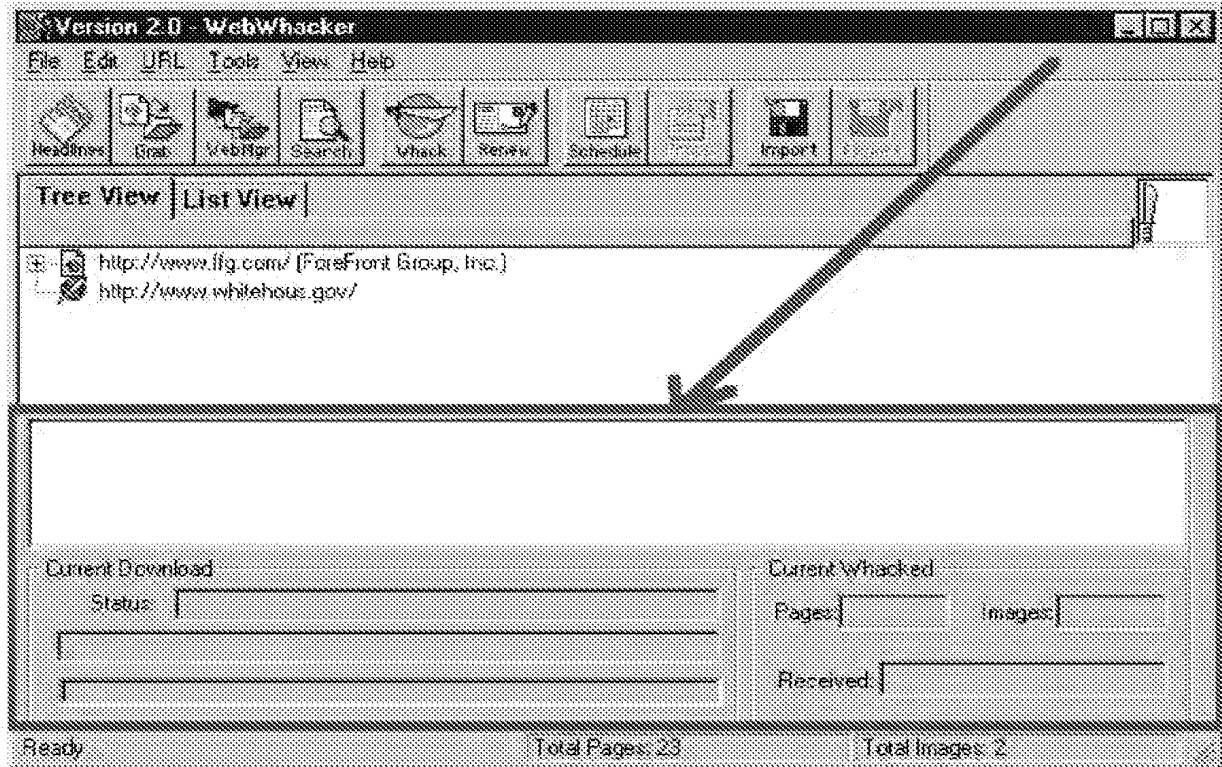 Version 2.0 - WebWhacker
File Edit URL Tools View Help
Headlines Grab WebMgr Search Whack Renew Schedule Import
Tree View List View
http://www.ffg.com/ (ForeFront Group, Inc.)
http://www.whitehous.gov/
Current Download
Current Whacked
Status:
Pages: Images:
Received:
Ready Total Pages: 23 Total Images: 2